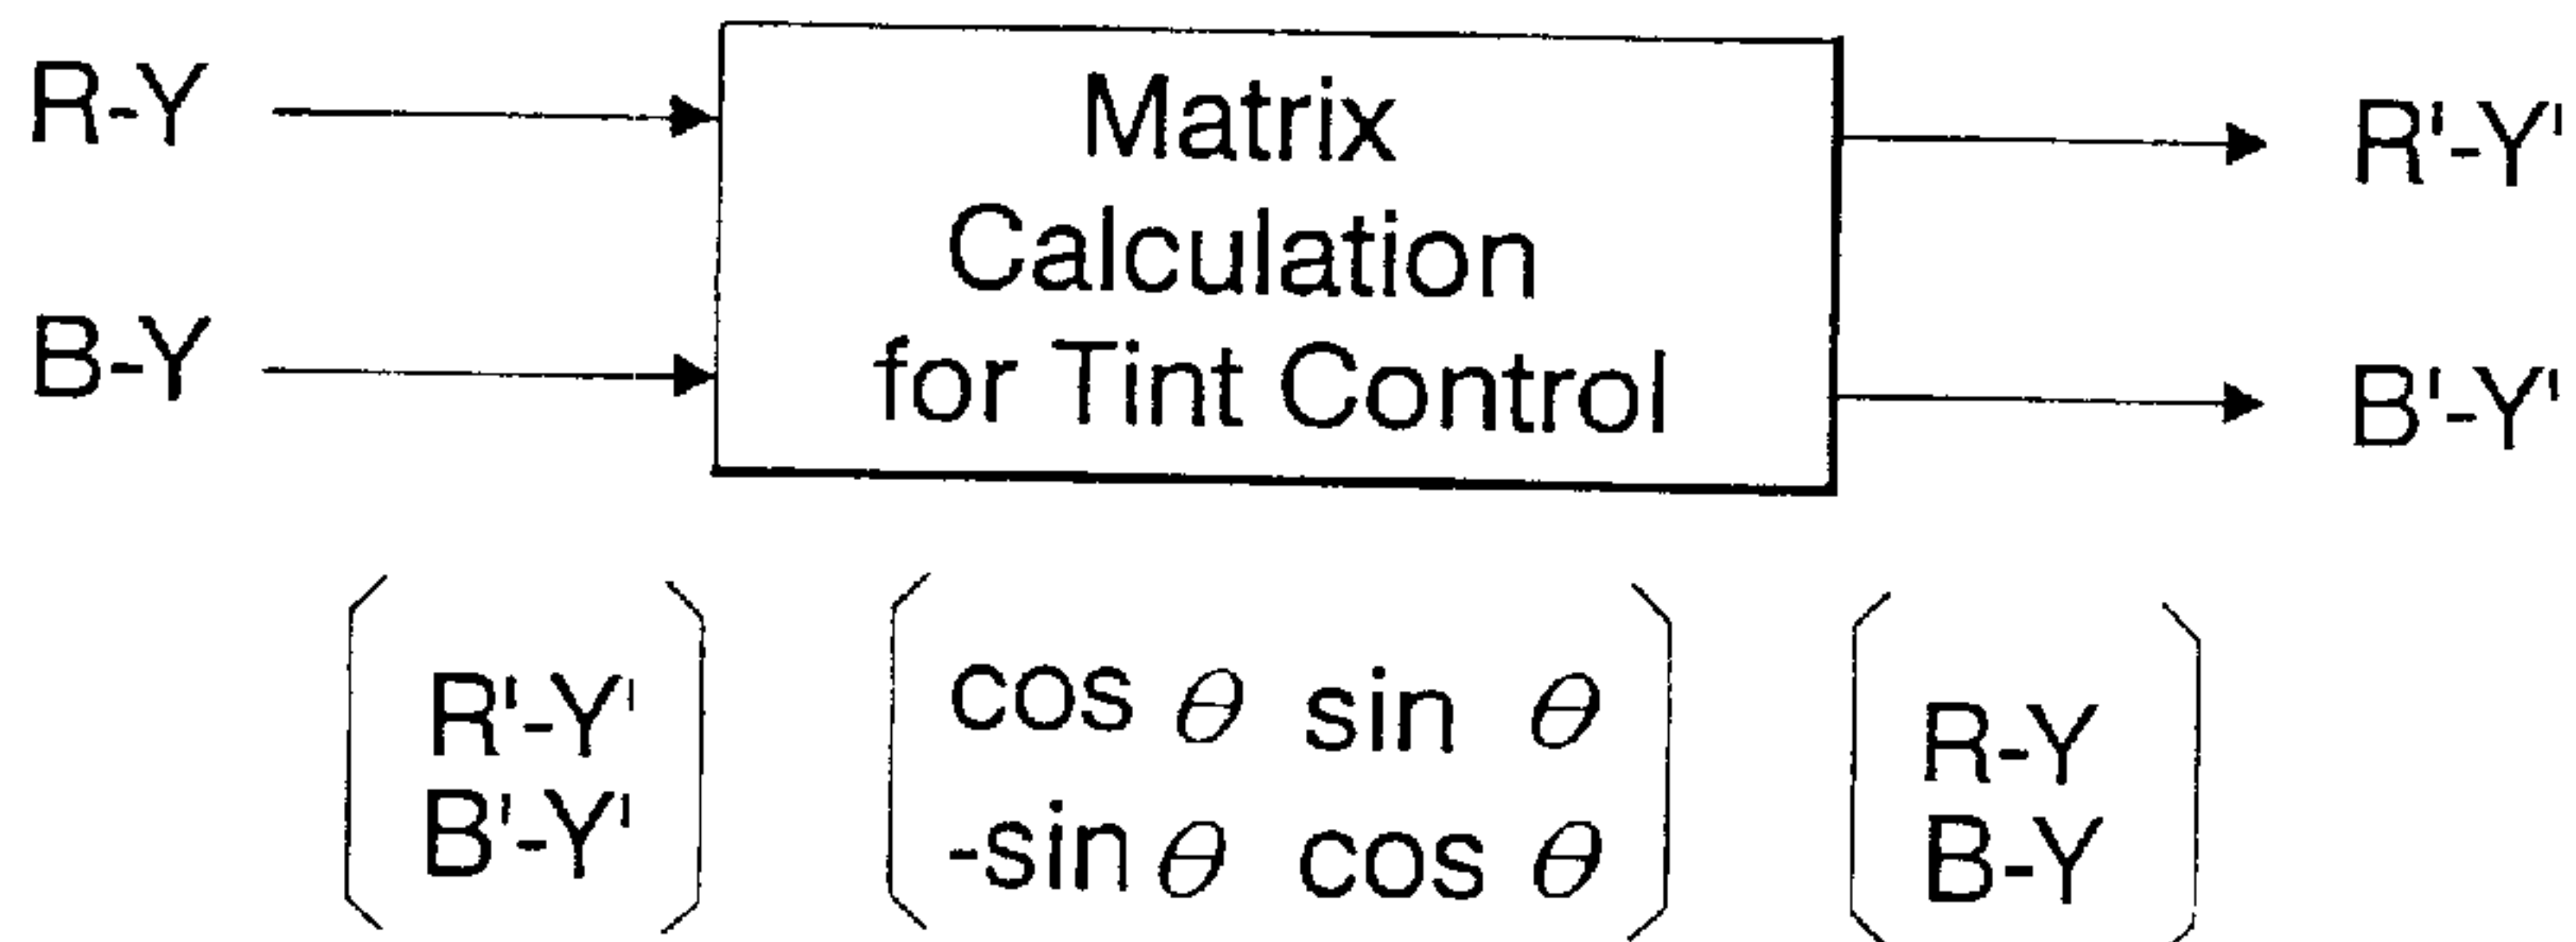 R-Y
B-Y
Matrix
Calculation
for Tint Control
R'-Y'
B'-Y'
R'-Y'
B'-Y'
cos θ sin θ
-sin θ cos θ
R-Y
B-Y